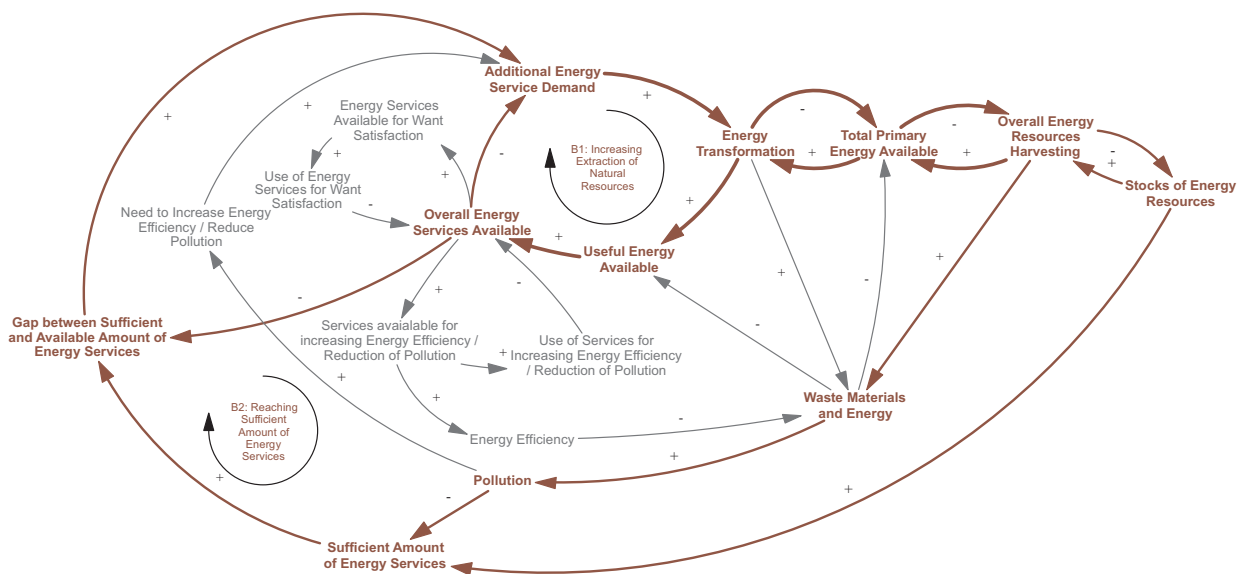 Additional Energy
Service Demand
Energy Services
Available for Want
Satisfaction
Use of Energy
Services for Want
Satisfaction
Need to Increase Energy
Efficiency / Reduce
Pollution
Overall Energy
Services Available
B1: Increasing
Extraction of
Natural
Resources
Energy
Transformation
Total Primary
Energy Available
Overall Energy
Resources
Harvesting
Stocks of Energy
Resources
Useful Energy
Available
Gap between Sufficient
and Available Amount of
Energy Services
Services avaialable for
increasing Energy Efficiency /
Reduction of Pollution
Use of Services for
Increasing Energy Efficiency
/ Reduction of Pollution
B2: Reaching
Sufficient
Amount of
Energy
Services
Energy Efficiency
Waste Materials
and Energy
Pollution
Sufficient Amount
of Energy Services
+
+
+
+
-
-
+
-
+
-
+
-
+
+
+
-
-
+
+
-
+
+
-
-
+
+
-
+
-
+
+